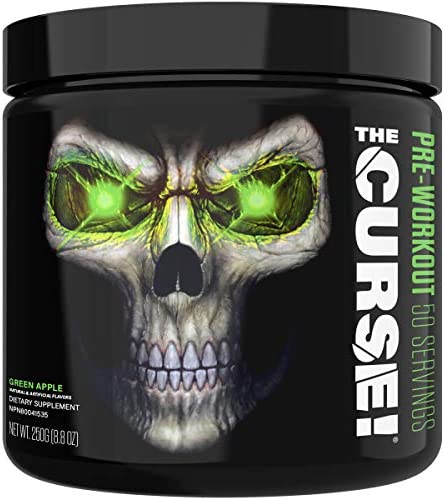 THE
CURSE!®
PRE-WORKOUT 50 SERVINGS
GREEN APPLE
NATURAL & ARTIFICIAL FLAVORS
DIETARY SUPPLEMENT
NPN80041535
NET WT. 250G (8.8 OZ)